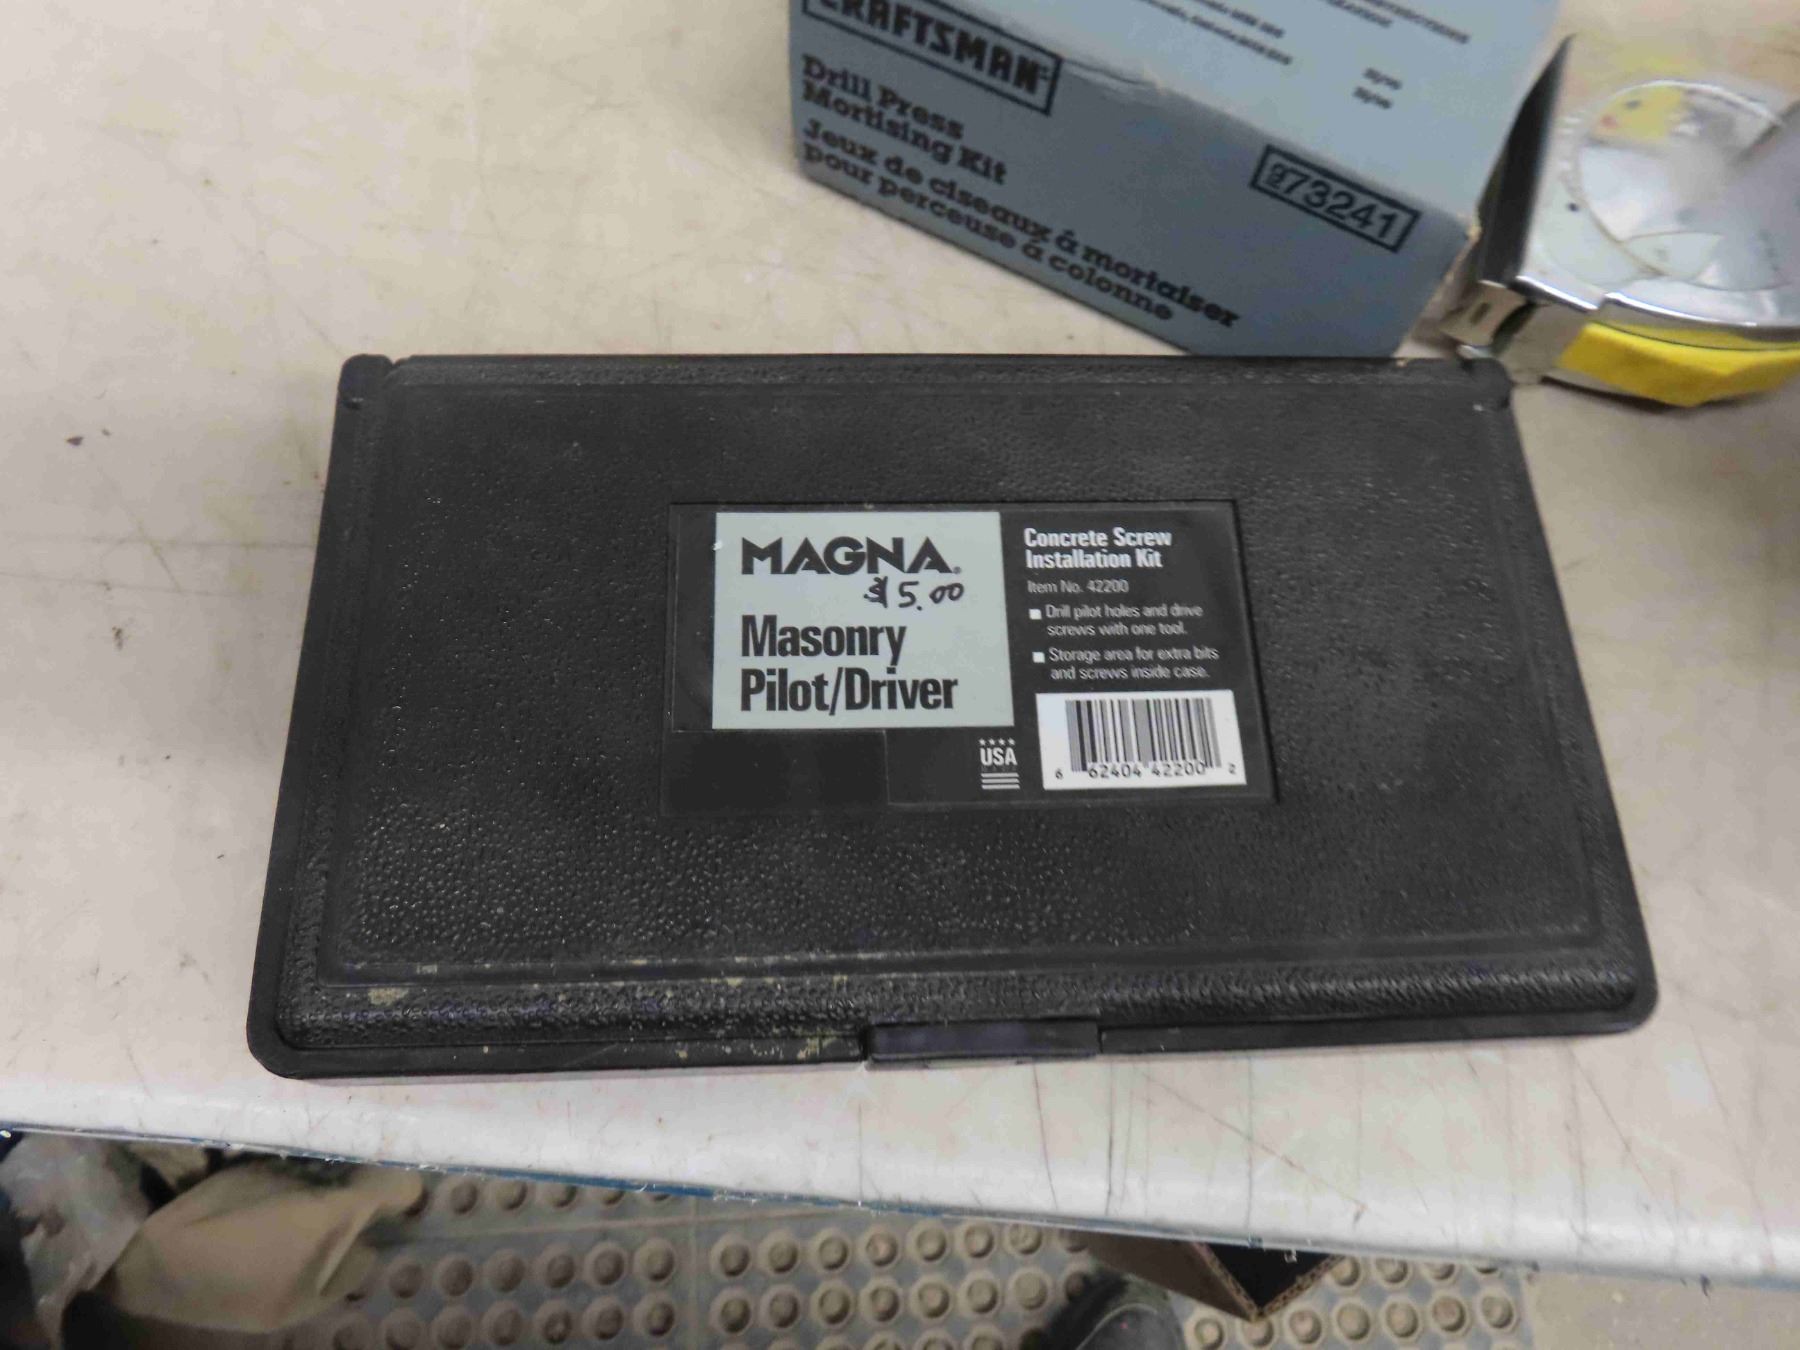 CRAFTSMAN
Drill Press
Mortising Kit
Jeux de ciseaux à mortaiser
pour perceuse à colonne
973241
MAGNA®
$5.00
Masonry
Pilot/Driver
USA
Concrete Screw
Installation Kit
Item No. 42200
Drill pilot holes and drive
screws with one tool.
Storage area for extra bits
and screws inside case.
6 62404 42200 2